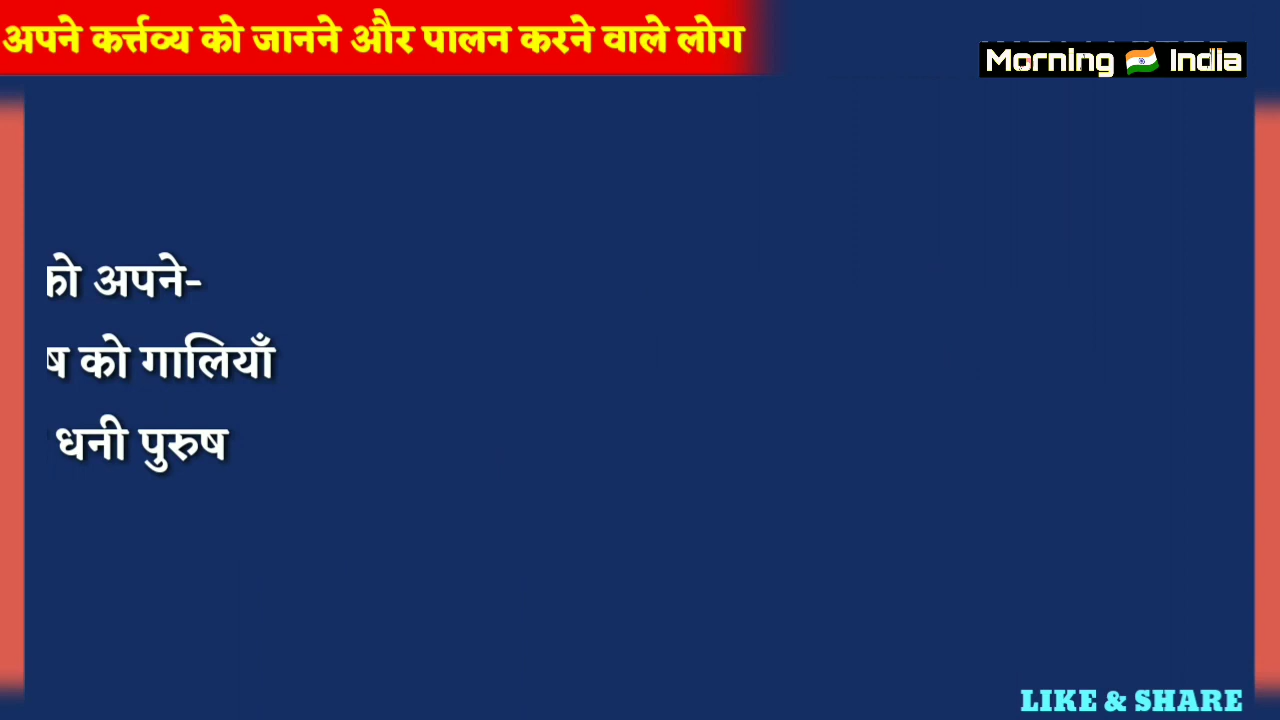 अपने कर्त्तव्य को जानने और पालन करने वाले लोग
Morning India
को अपने-
को गालियाँ
धनी पुरुष
LIKE & SHARE